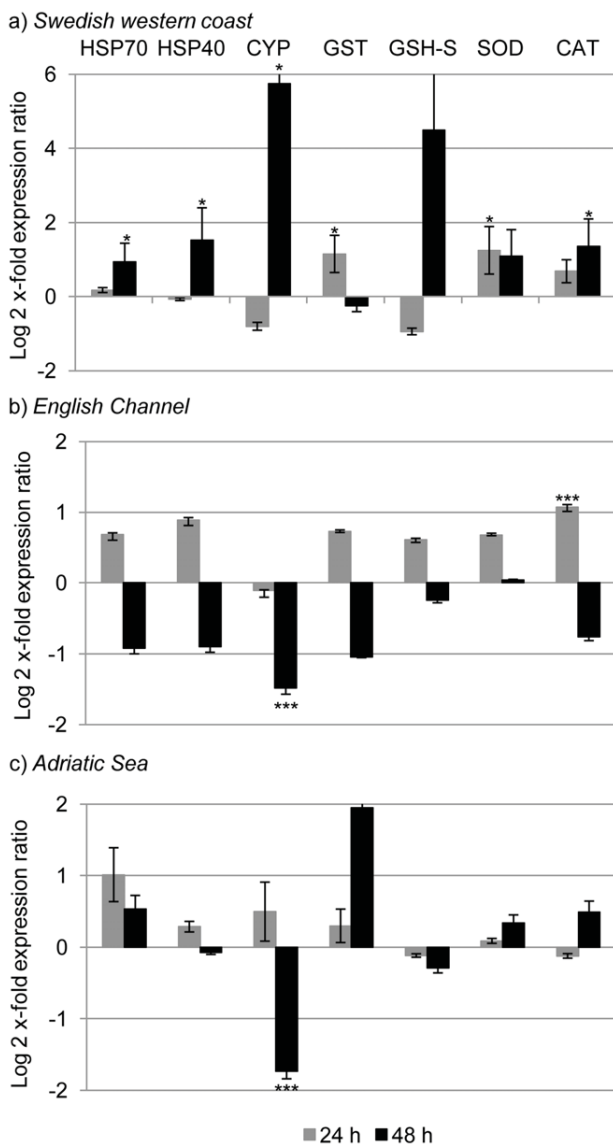 a) Swedish western coast
HSP70 HSP40 CYP GST GSH-S SOD CAT
Log 2 x-fold expression ratio
6
4
2
0
-2
* * * * * *
b) English Channel
Log 2 x-fold expression ratio
2
1
0
-1
-2
***
***
c) Adriatic Sea
Log 2 x-fold expression ratio
2
1
0
-1
-2
***
24 h 48 h